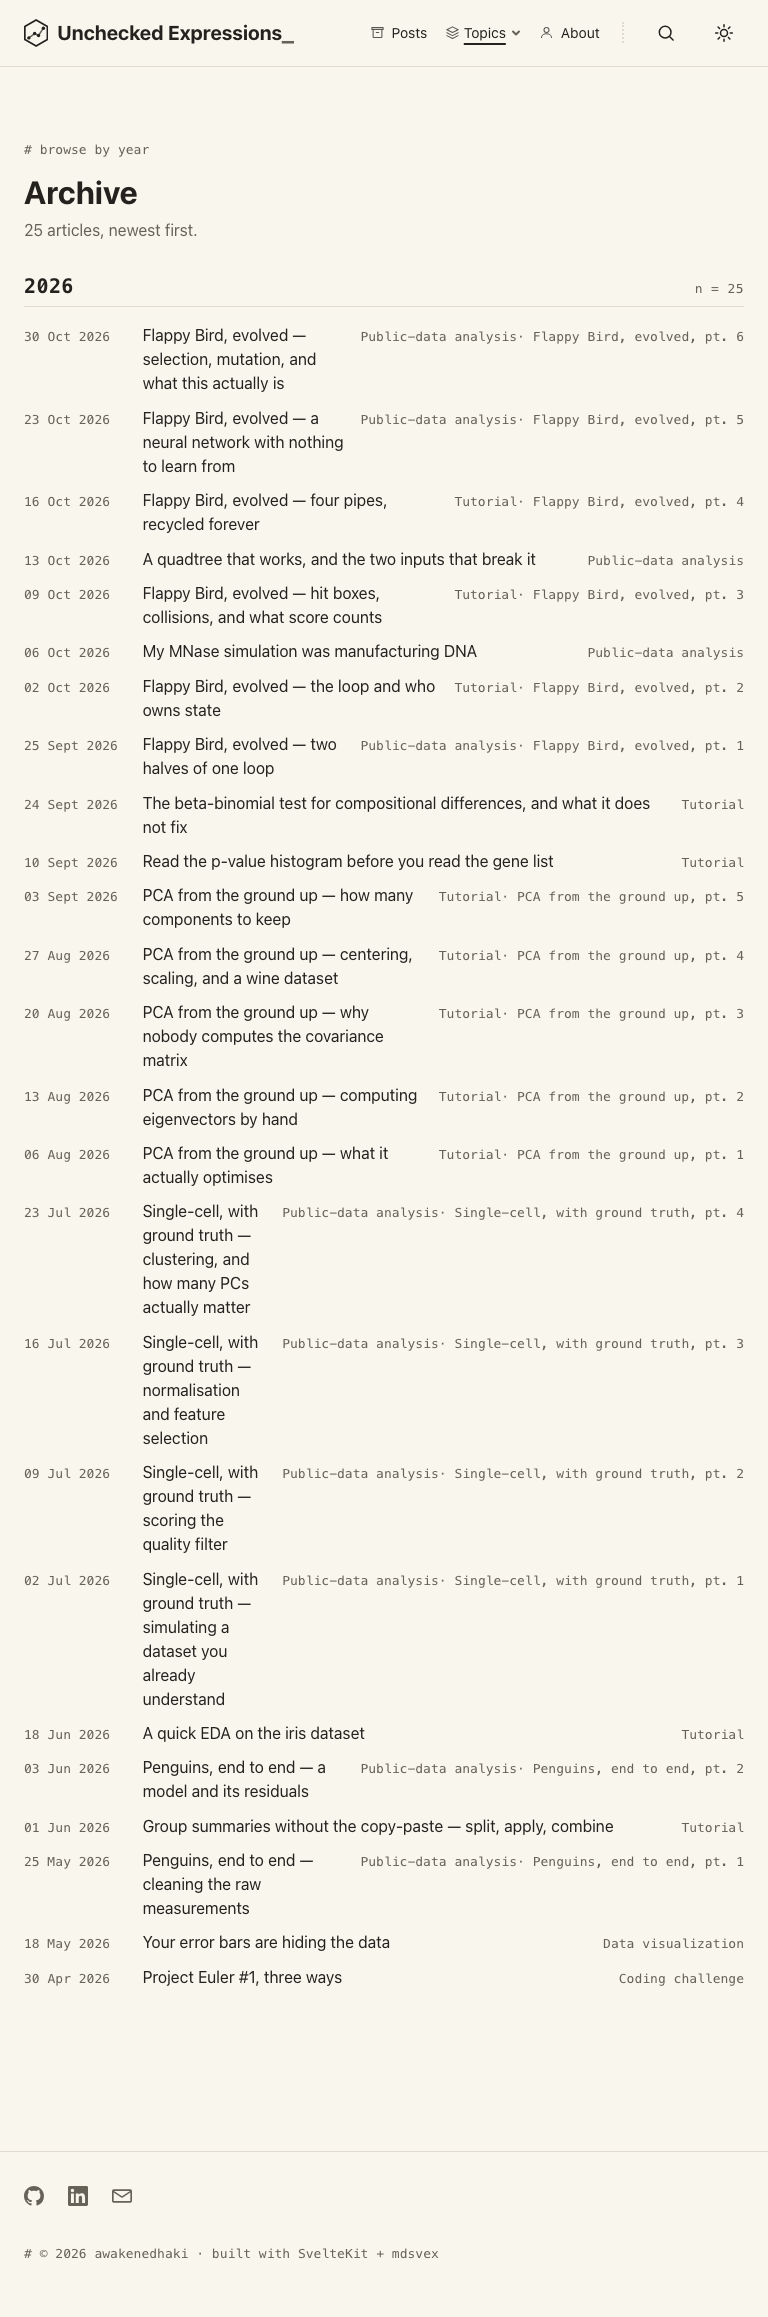 Unchecked Expressions_
Posts
Topics
About
# browse by year
Archive
25 articles, newest first.
2026
n = 25
30 Oct 2026 Flappy Bird, evolved — Public-data analysis· Flappy Bird, evolved, pt. 6
selection, mutation, and
what this actually is
23 Oct 2026 Flappy Bird, evolved — a Public-data analysis· Flappy Bird, evolved, pt. 5
neural network with nothing
to learn from
16 Oct 2026 Flappy Bird, evolved — four pipes, Tutorial· Flappy Bird, evolved, pt. 4
recycled forever
13 Oct 2026 A quadtree that works, and the two inputs that break it Public-data analysis
09 Oct 2026 Flappy Bird, evolved — hit boxes, Tutorial· Flappy Bird, evolved, pt. 3
collisions, and what score counts
06 Oct 2026 My MNase simulation was manufacturing DNA Public-data analysis
02 Oct 2026 Flappy Bird, evolved — the loop and who Tutorial· Flappy Bird, evolved, pt. 2
owns state
25 Sept 2026 Flappy Bird, evolved — two Public-data analysis· Flappy Bird, evolved, pt. 1
halves of one loop
24 Sept 2026 The beta-binomial test for compositional differences, and what it does Tutorial
not fix
10 Sept 2026 Read the p-value histogram before you read the gene list Tutorial
03 Sept 2026 PCA from the ground up — how many Tutorial· PCA from the ground up, pt. 5
components to keep
27 Aug 2026 PCA from the ground up — centering, Tutorial· PCA from the ground up, pt. 4
scaling, and a wine dataset
20 Aug 2026 PCA from the ground up — why Tutorial· PCA from the ground up, pt. 3
nobody computes the covariance
matrix
13 Aug 2026 PCA from the ground up — computing Tutorial· PCA from the ground up, pt. 2
eigenvectors by hand
06 Aug 2026 PCA from the ground up — what it Tutorial· PCA from the ground up, pt. 1
actually optimises
23 Jul 2026 Single-cell, with Public-data analysis· Single-cell, with ground truth, pt. 4
ground truth —
clustering, and
how many PCs
actually matter
16 Jul 2026 Single-cell, with Public-data analysis· Single-cell, with ground truth, pt. 3
ground truth —
normalisation
and feature
selection
09 Jul 2026 Single-cell, with Public-data analysis· Single-cell, with ground truth, pt. 2
ground truth —
scoring the
quality filter
02 Jul 2026 Single-cell, with Public-data analysis· Single-cell, with ground truth, pt. 1
ground truth —
simulating a
dataset you
already
understand
18 Jun 2026 A quick EDA on the iris dataset Tutorial
03 Jun 2026 Penguins, end to end — a Public-data analysis· Penguins, end to end, pt. 2
model and its residuals
01 Jun 2026 Group summaries without the copy-paste — split, apply, combine Tutorial
25 May 2026 Penguins, end to end — Public-data analysis· Penguins, end to end, pt. 1
cleaning the raw
measurements
18 May 2026 Your error bars are hiding the data Data visualization
30 Apr 2026 Project Euler #1, three ways Coding challenge
# © 2026 awakenedhaki · built with SvelteKit + mdsvex